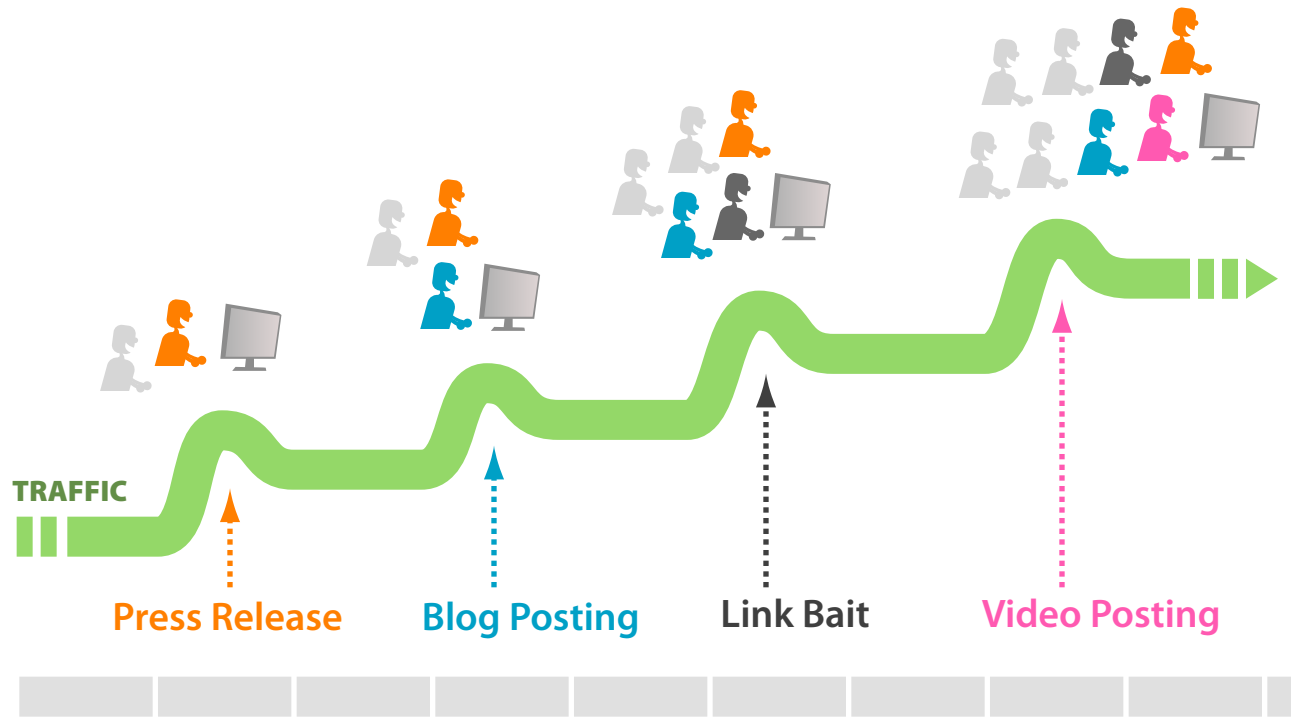 TRAFFIC
Press Release
Blog Posting
Link Bait
Video Posting